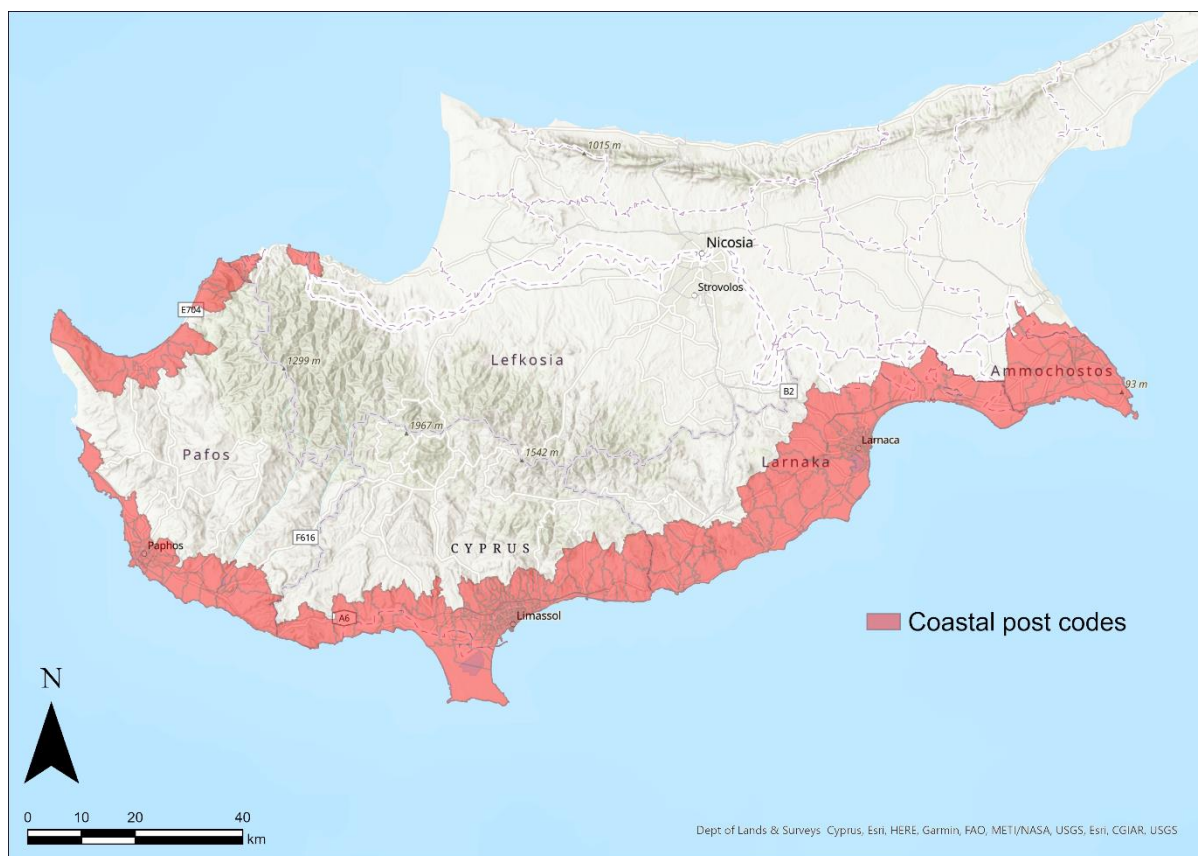 1015 m
Nicosia
Strovolos
E704
1299 m
Lefkosia
Ammochostos
93 m
B2
1967 m
1542 m
Larnaca
Larnaka
Pafos
F616
CYPRUS
Paphos
A6
Limassol
Coastal post codes
N
0 10 20 40
km
Dept of Lands & Surveys Cyprus, Esri, HERE, Garmin, FAO, METI/NASA, USGS, Esri, CGIAR, USGS